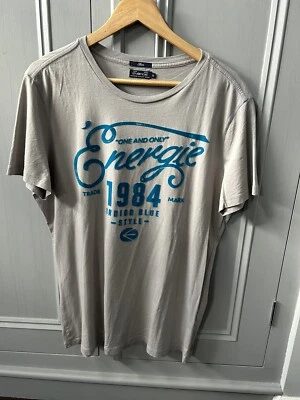 "ONE AND ONLY"
Energie
TRADE MARK
1984
INDIGO BLUE
STYLE